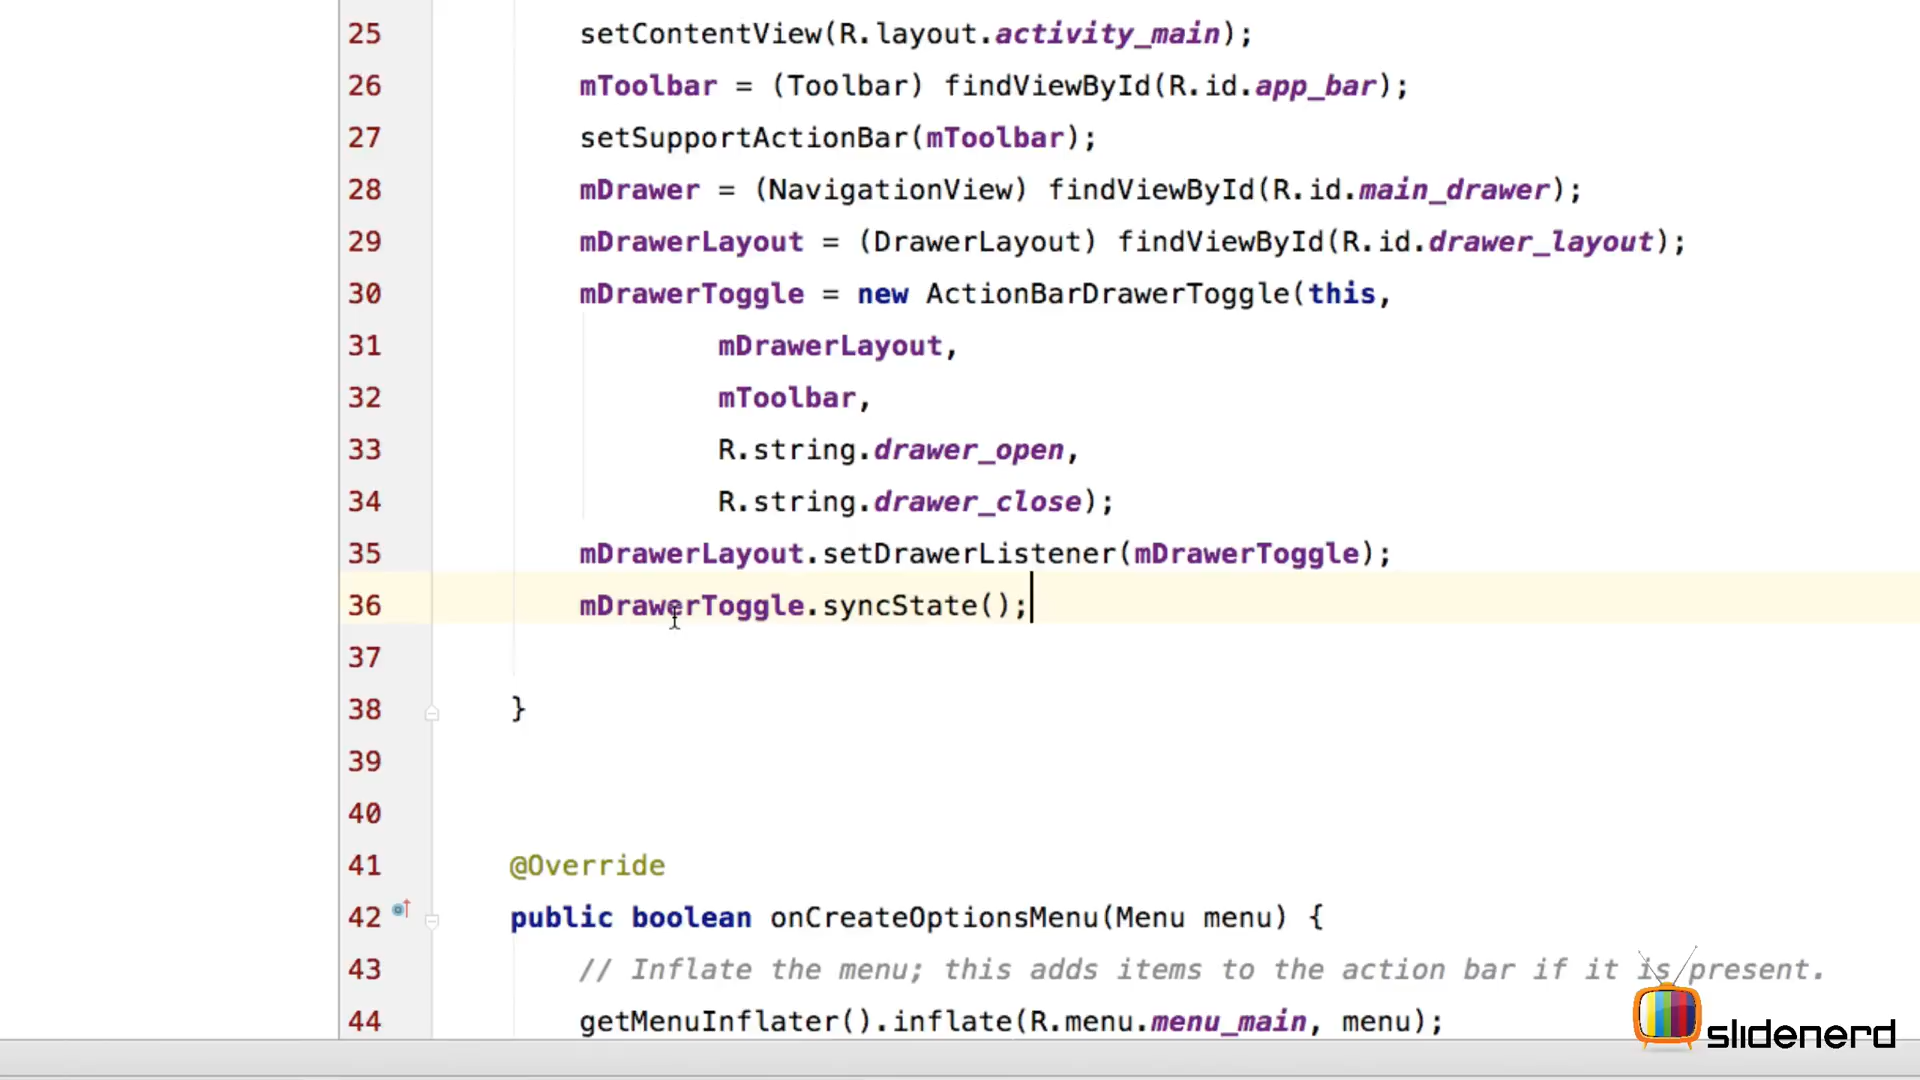 25 setContentView(R.layout.activity_main);
26 mToolbar = (Toolbar) findViewById(R.id.app_bar);
27 setSupportActionBar(mToolbar);
28 mDrawer = (NavigationView) findViewById(R.id.main_drawer);
29 mDrawerLayout = (DrawerLayout) findViewById(R.id.drawer_layout);
30 mDrawerToggle = new ActionBarDrawerToggle(this,
31 mDrawerLayout,
32 mToolbar,
33 R.string.drawer_open,
34 R.string.drawer_close);
35 mDrawerLayout.setDrawerListener(mDrawerToggle);
36 mDrawerToggle.syncState();
37
38 }
39
40
41 @Override
42 public boolean onCreateOptionsMenu(Menu menu) {
43 // Inflate the menu; this adds items to the action bar if it is present.
44 getMenuInflater().inflate(R.menu.menu_main, menu);
slidenerd